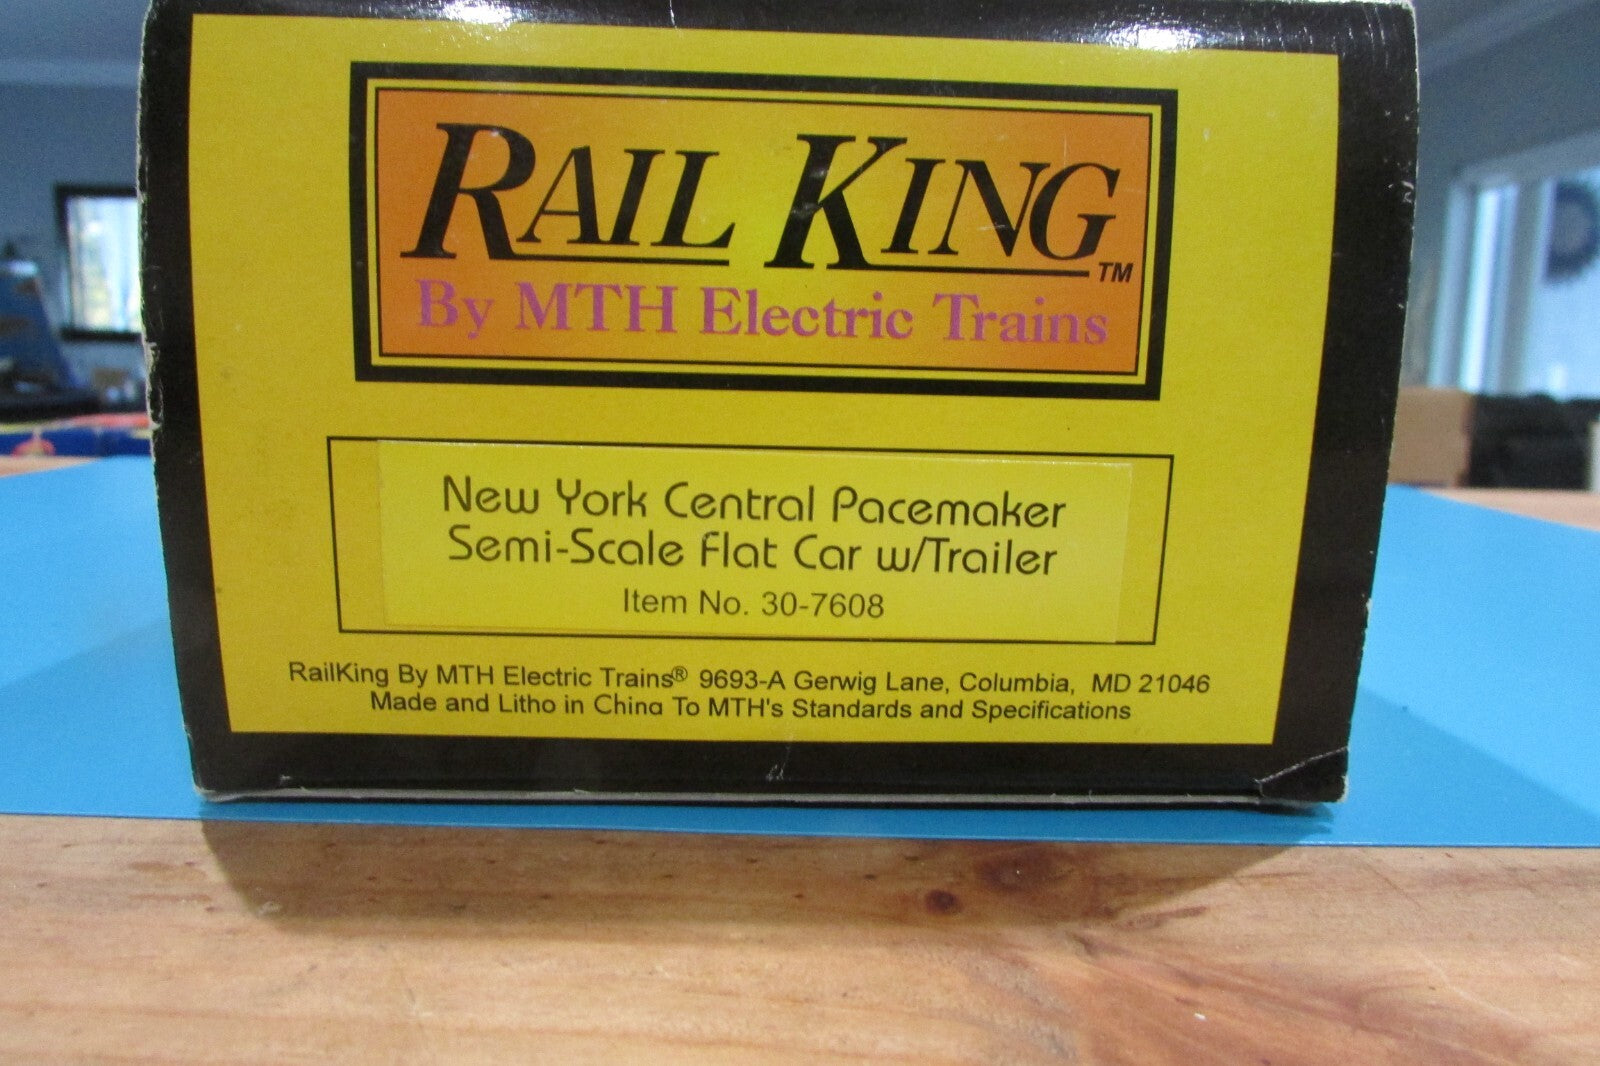 RAIL KING™
By MTH Electric Trains
New York Central Pacemaker
Semi-Scale Flat Car w/Trailer
Item No. 30-7608
RailKing By MTH Electric Trains® 9693-A Gerwig Lane, Columbia, MD 21046
Made and Litho in China To MTH's Standards and Specifications